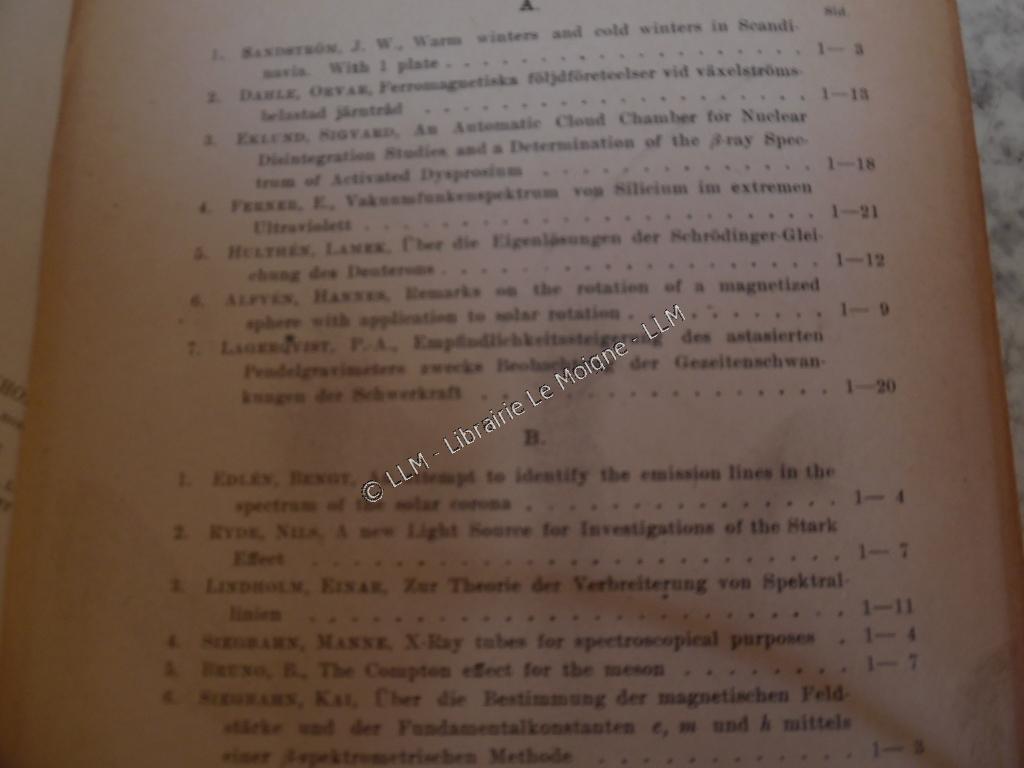 A.
Sid.
1. SANDSTRÖM, J. W., Warm winters and cold winters in Scandi-
navia. With 1 plate . . . . . . . . . . . . . . . . 1— 3
2. DAHLE, ORVAR, Ferromagnetiska följdföreteelser vid växelströms-
belastad järntråd . . . . . . . . . . . . . . . . 1—13
3. EKLUND, SIGVARD, An Automatic Cloud Chamber for Nuclear
Disintegration Studies and a Determination of the β-ray Spec-
trum of Activated Dysprosium . . . . . . . . . . . . 1—18
4. FERNER, E., Vakuumfunkenspektrum von Silicium im extremen
Ultraviolett . . . . . . . . . . . . . . . . . . . 1—21
5. HULTHÉN, LAMEK, Über die Eigenlösungen der Schrödinger-Glei-
chung des Deuterons . . . . . . . . . . . . . . . . 1—12
6. ALFVÉN, HANNES, Remarks on the rotation of a magnetized
sphere with application to solar rotation . . . . . . . . 1— 9
7. LAGERQVIST, P.-A., Empfindlichkeitssteigerung des astasierten
Pendelgravimeters zwecks Beobachtung der Gezeitenschwan-
kungen der Schwerkraft . . . . . . . . . . . . . . 1—20
B.
1. EDLÉN, BENGT, An attempt to identify the emission lines in the
spectrum of the solar corona . . . . . . . . . . . . 1— 4
2. RYDE, NILS, A new Light Source for Investigations of the Stark
Effect . . . . . . . . . . . . . . . . . . . . . 1— 7
3. LINDHOLM, EINAR, Zur Theorie der Verbreiterung von Spektral-
linien . . . . . . . . . . . . . . . . . . . . . 1—11
4. SIEGBAHN, MANNE, X-Ray tubes for spectroscopical purposes . 1— 4
5. BRUNO, B., The Compton effect for the meson . . . . . . . . 1— 7
6. SIEGBAHN, KAI, Über die Bestimmung der magnetischen Feld-
stärke und der Fundamentalkonstanten e, m und h mittels
einer β-spektrometrischen Methode . . . . . . . . . . 1— 3
© LLM - Librairie Le Moigne - LLM